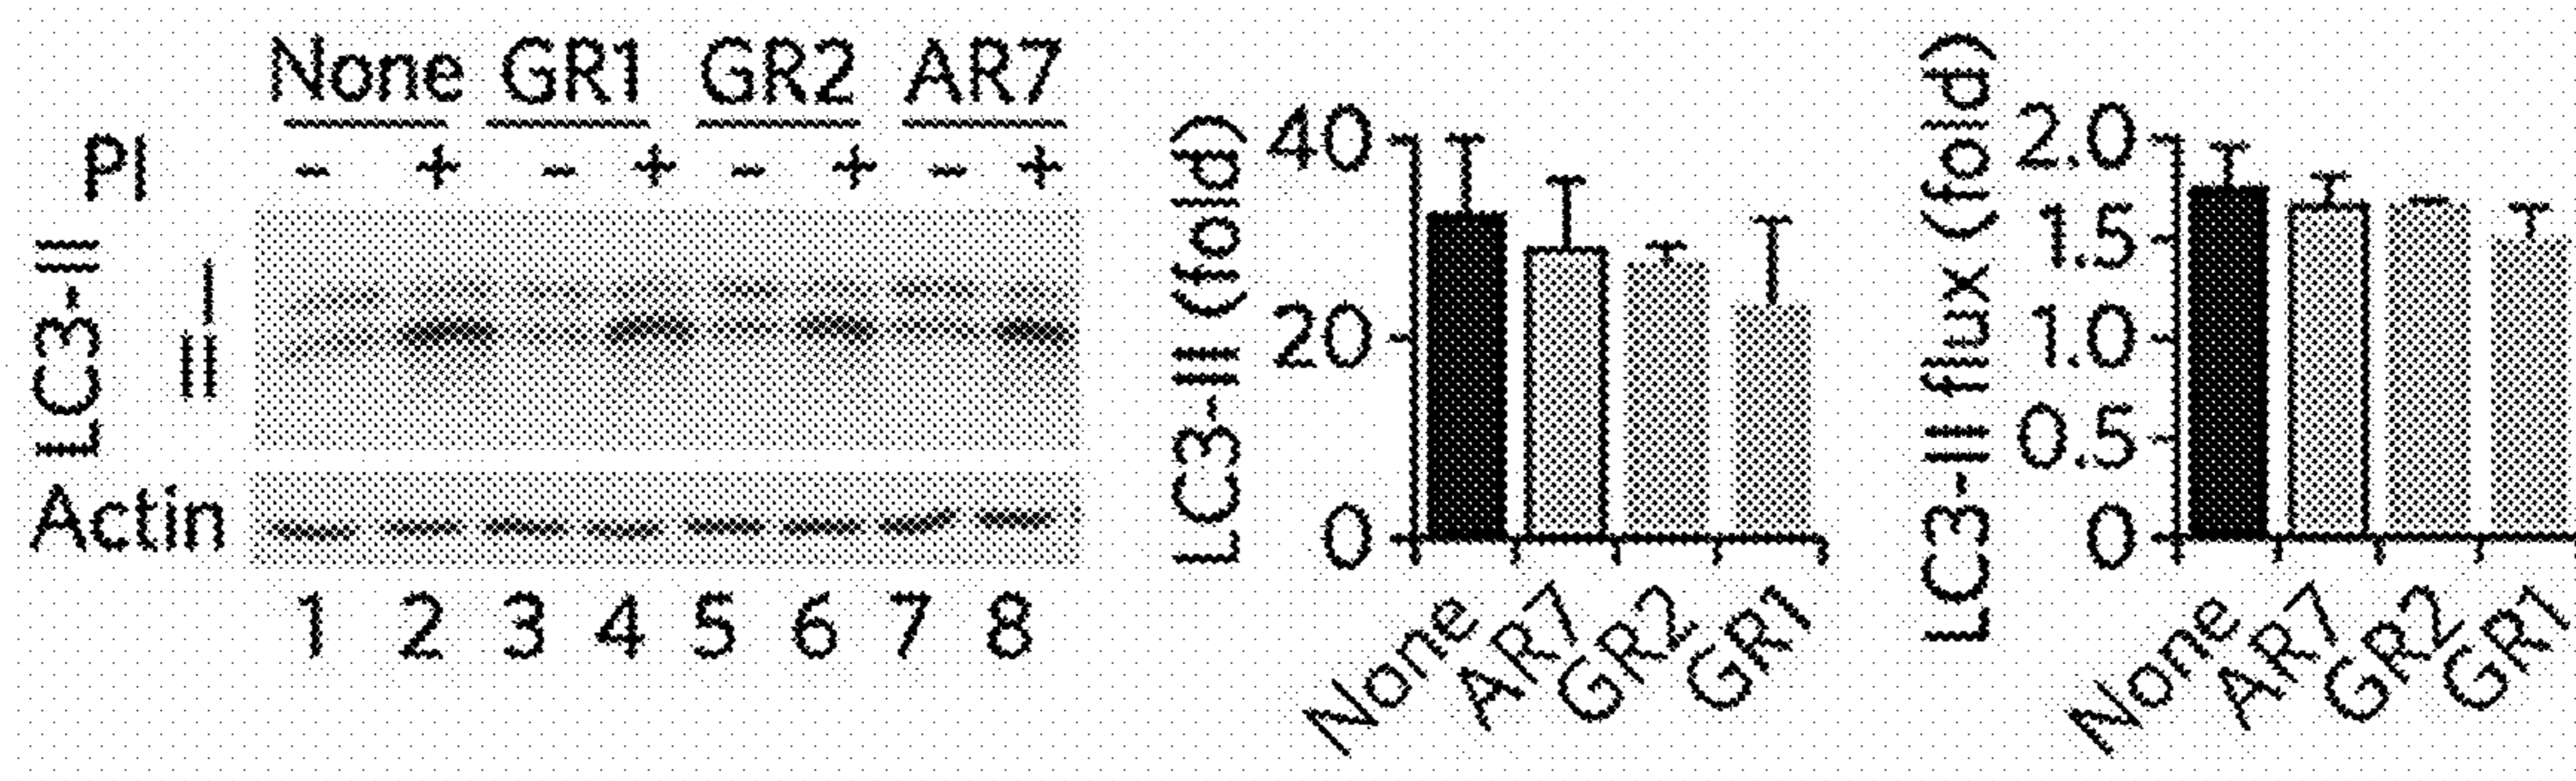 None GR1 GR2 AR7
PI - + - + - + - +
LC3-II
I
II
Actin
1 2 3 4 5 6 7 8
LC3-II (fold)
40
20
0
None AR7 GR2 GR1
LC3-II flux (fold)
2.0
1.5
1.0
0.5
0
None AR7 GR2 GR1